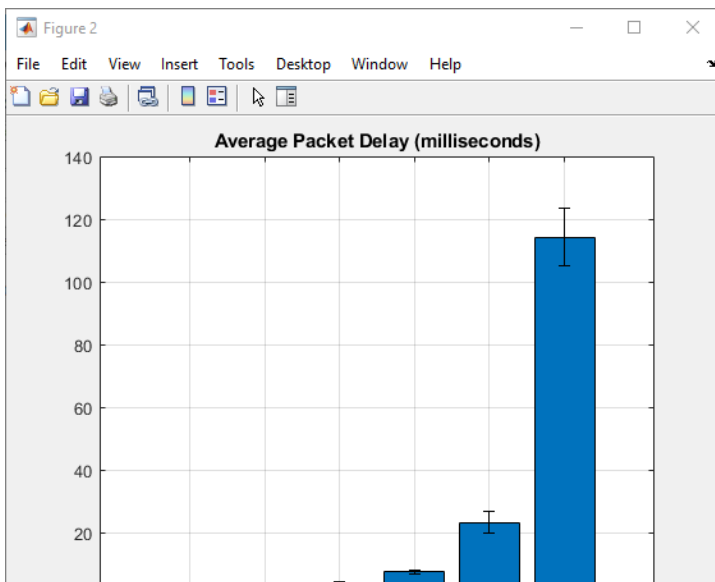 Figure 2
File Edit View Insert Tools Desktop Window Help
Average Packet Delay (milliseconds)
140
120
100
80
60
40
20